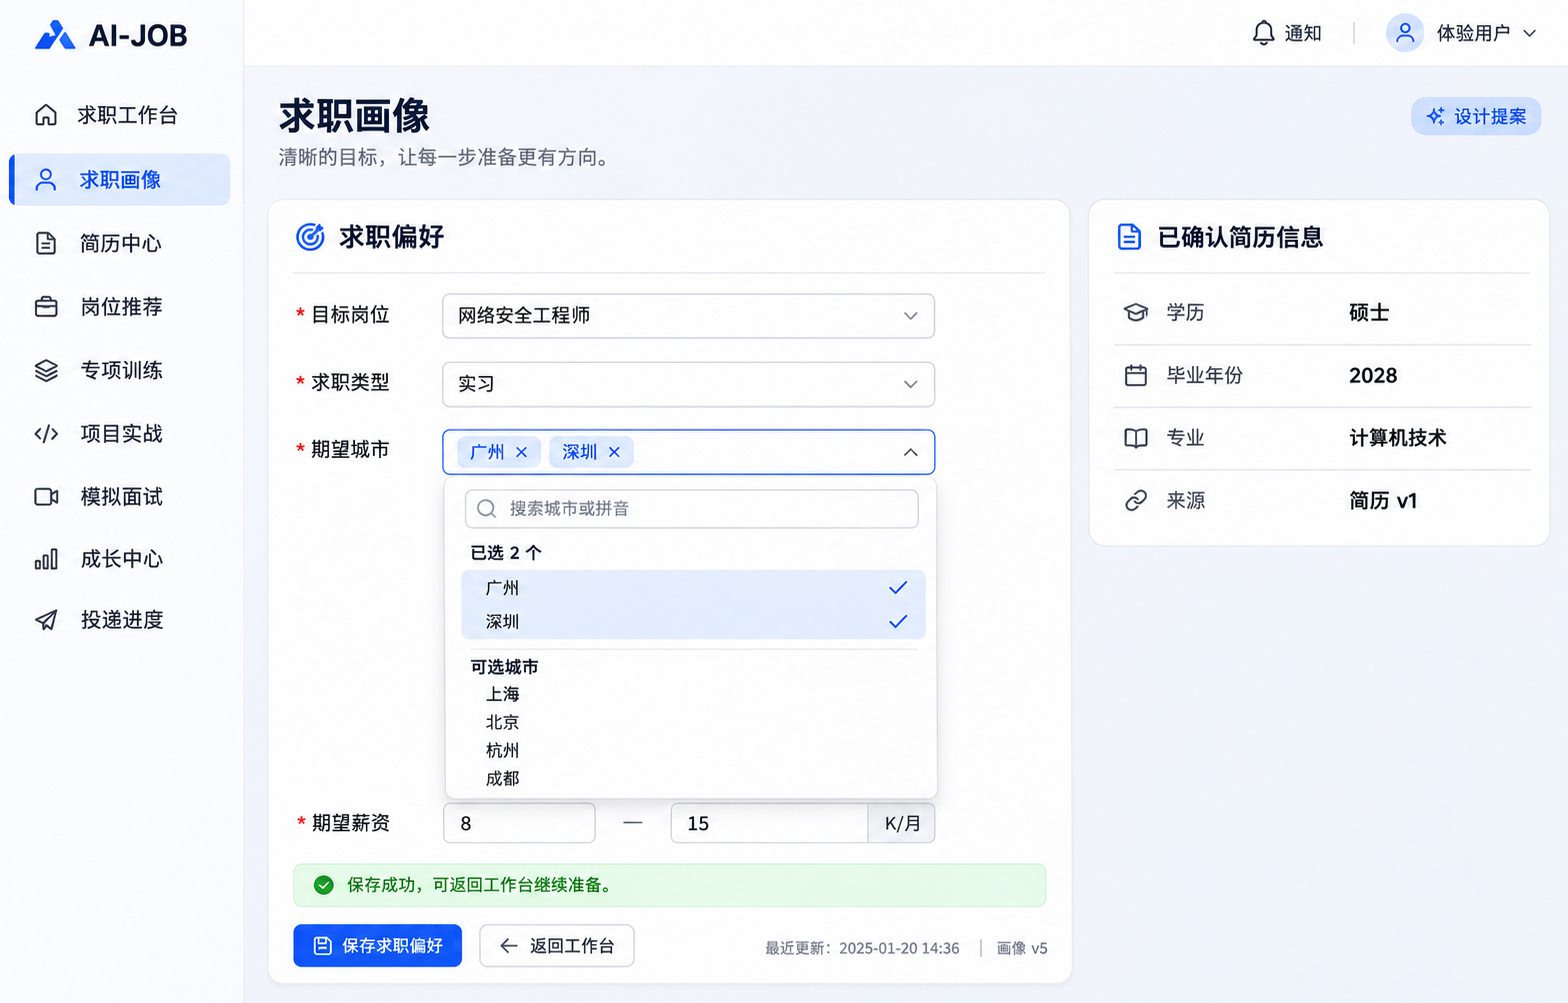 AI-JOB
通知
体验用户
求职工作台
求职画像
简历中心
岗位推荐
专项训练
项目实战
模拟面试
成长中心
投递进度
求职画像
清晰的目标，让每一步准备更有方向。
设计提案
求职偏好
* 目标岗位
网络安全工程师
* 求职类型
实习
* 期望城市
广州 × 深圳 ×
搜索城市或拼音
已选 2 个
广州
深圳
可选城市
上海
北京
杭州
成都
* 期望薪资
8 — 15 K/月
保存成功，可返回工作台继续准备。
保存求职偏好
返回工作台
最近更新：2025-01-20 14:36 | 画像 v5
已确认简历信息
学历 硕士
毕业年份 2028
专业 计算机技术
来源 简历 v1